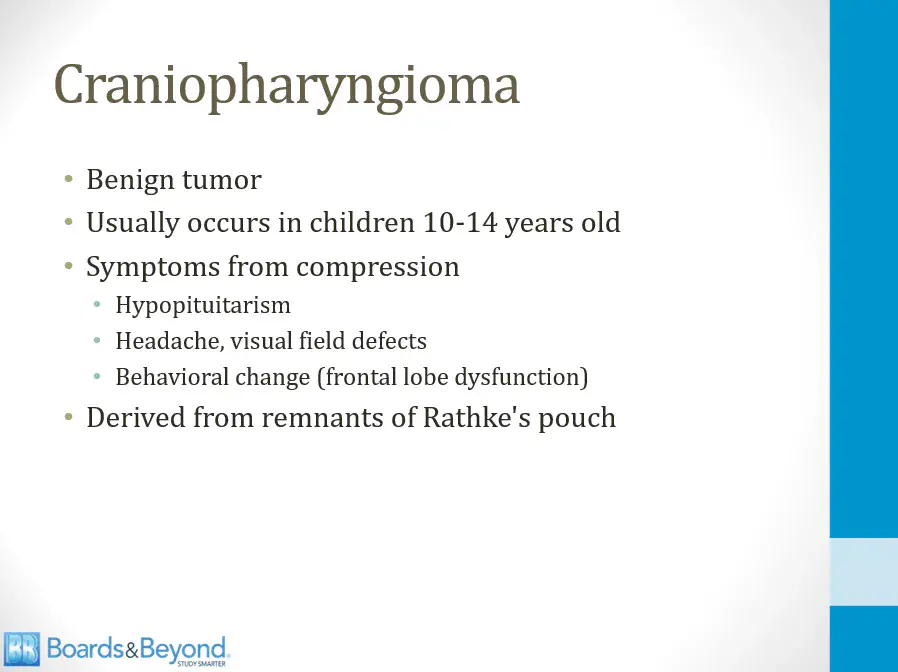 Craniopharyngioma
• Benign tumor
• Usually occurs in children 10-14 years old
• Symptoms from compression
• Hypopituitarism
• Headache, visual field defects
• Behavioral change (frontal lobe dysfunction)
• Derived from remnants of Rathke's pouch
BB Boards&Beyond.
STUDY SMARTER